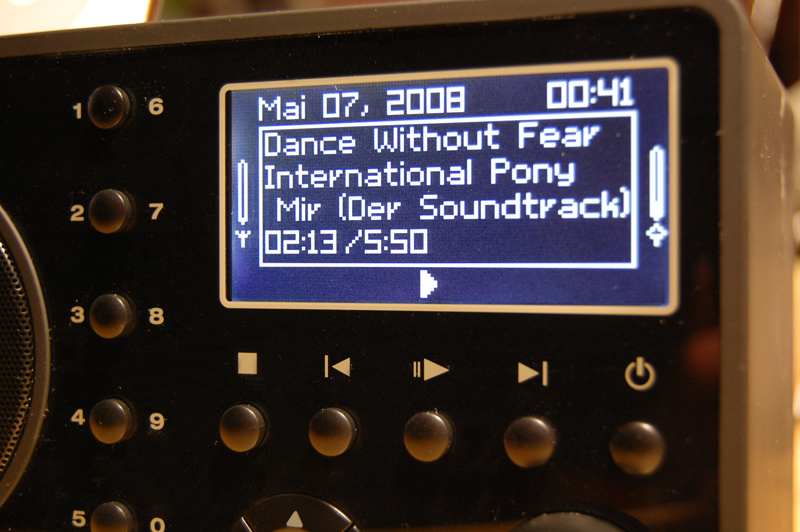 Mai 07, 2008 00:41
Dance Without Fear
International Pony
Mir (Der Soundtrack)
02:13 /5:50
1 6
2 7
3 8
4 9
5 0